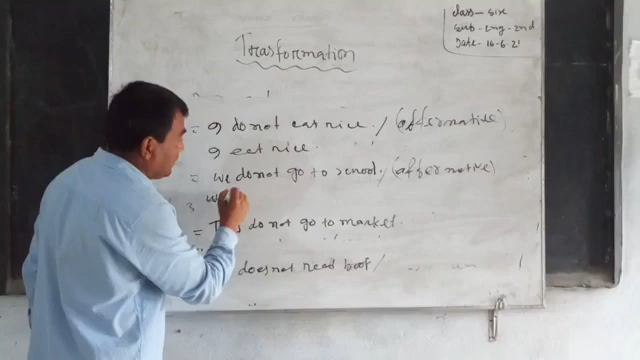 class - six
sub - eng - 2nd
Date - 16.6.21
Trasformation
= I do not eat rice. / (affermative)
I eat rice.
= we do not go to school. / (affermative)
we
= do not go to market.
does not read book /